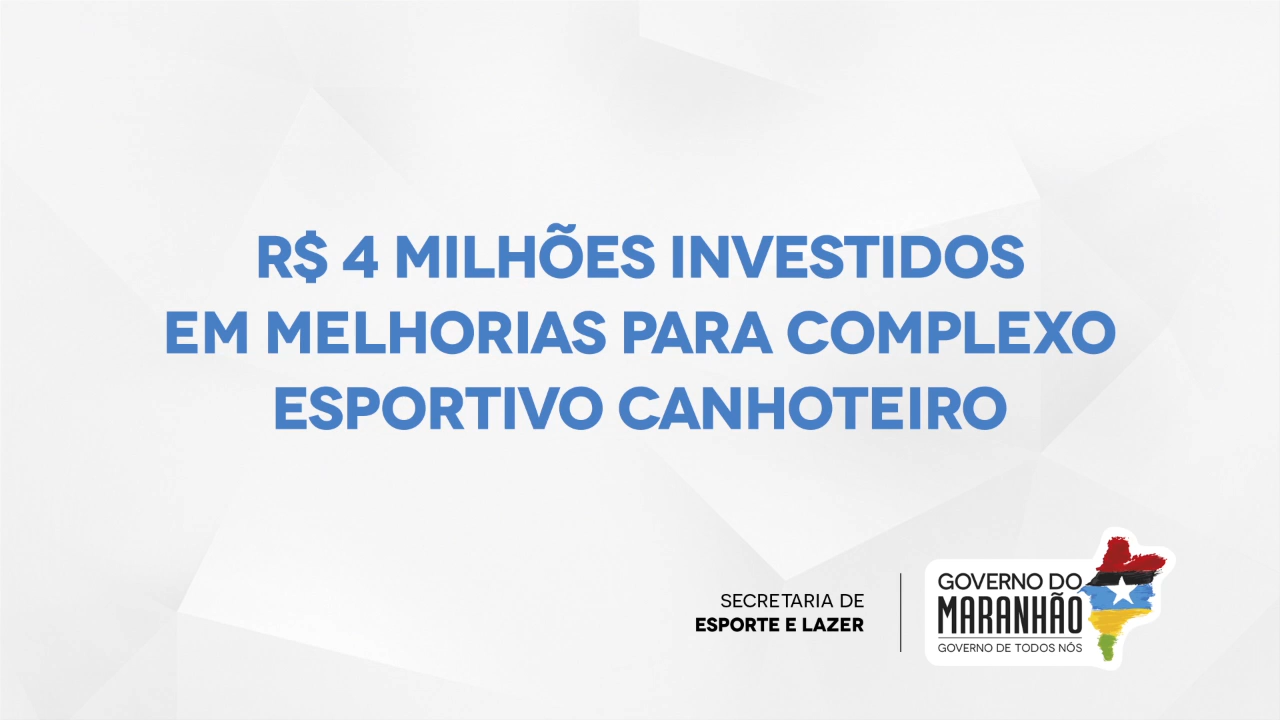 R$ 4 MILHÕES INVESTIDOS
EM MELHORIAS PARA COMPLEXO
ESPORTIVO CANHOTEIRO
SECRETARIA DE
ESPORTE E LAZER
GOVERNO DO
MARANHÃO
GOVERNO DE TODOS NÓS